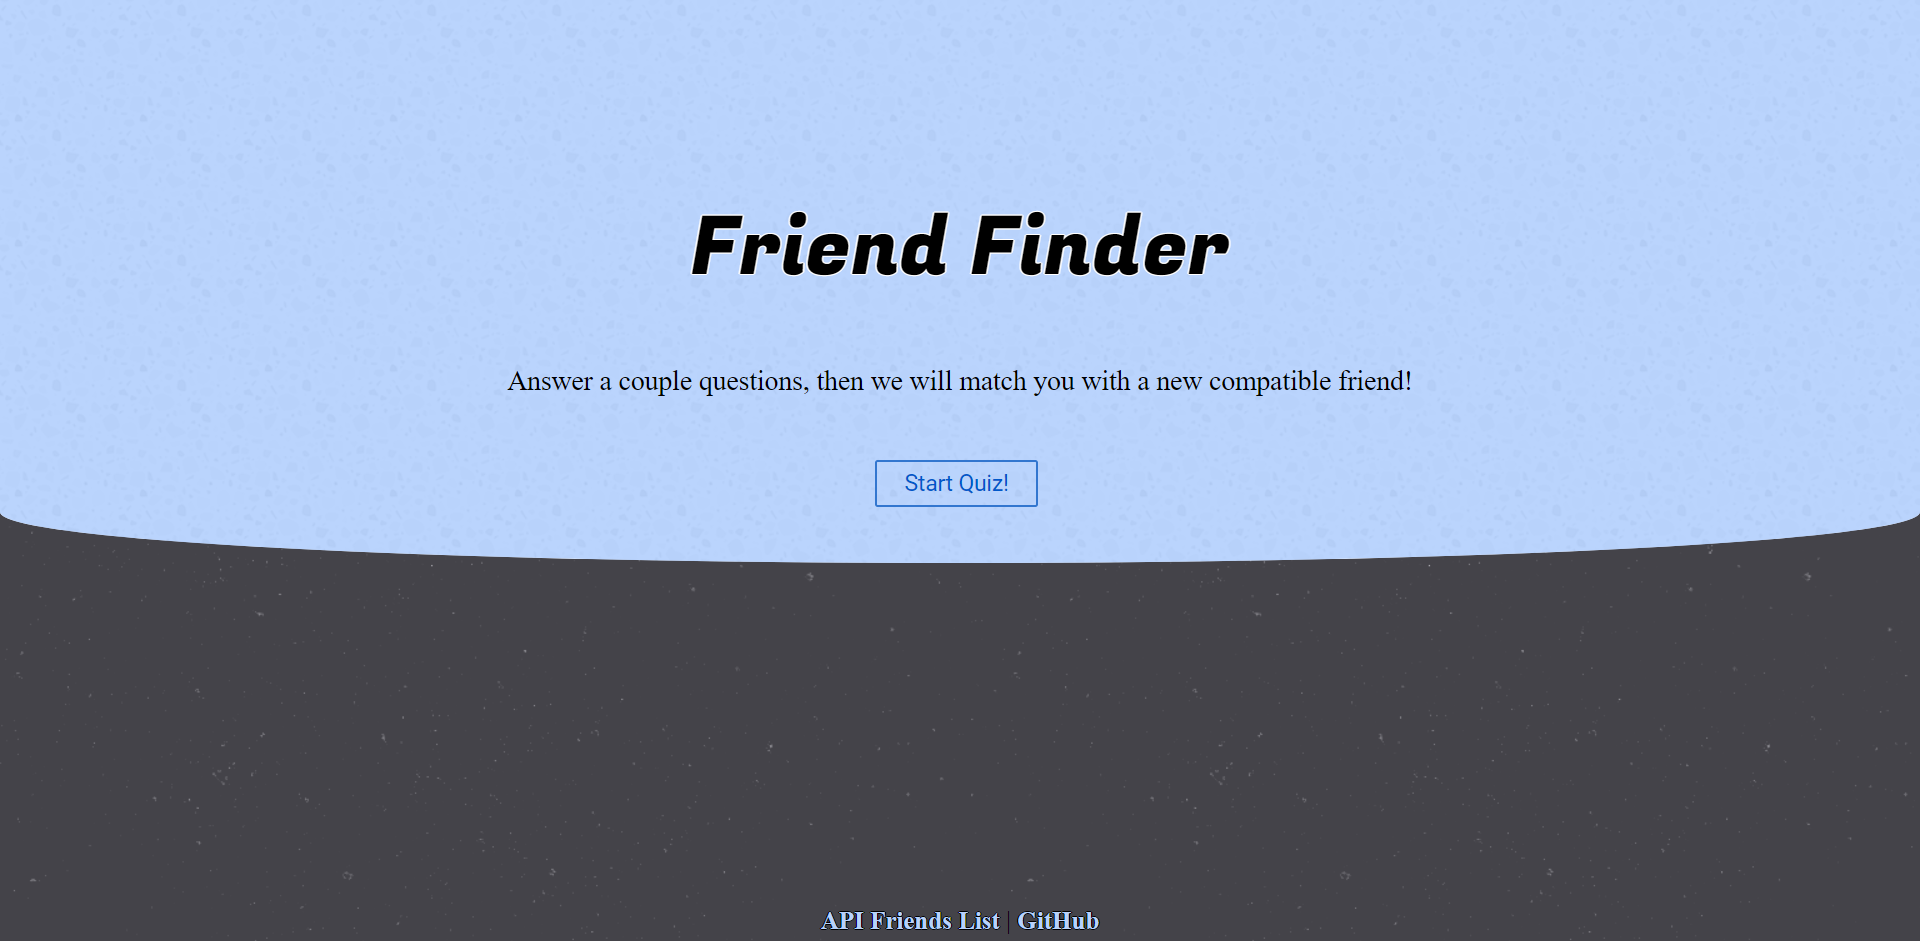 Friend Finder
Answer a couple questions, then we will match you with a new compatible friend!
Start Quiz!
API Friends List | GitHub